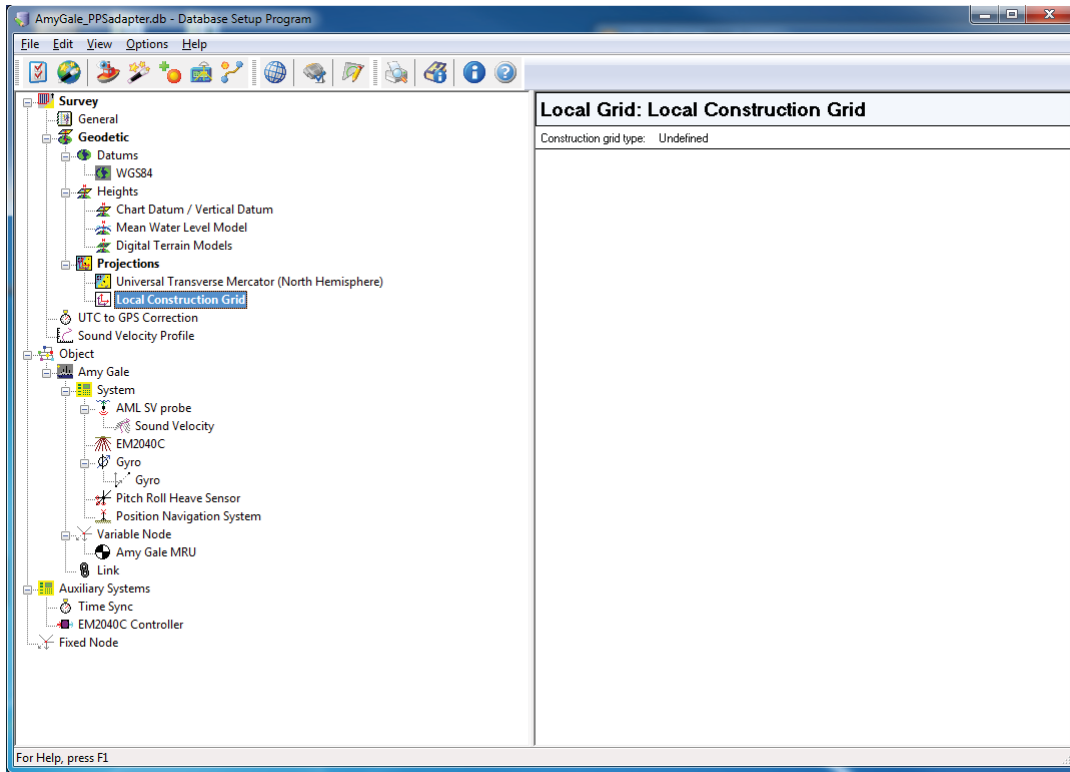 AmyGale_PPSadapter.db - Database Setup Program
File Edit View Options Help
Survey
General
Geodetic
Datums
WGS84
Heights
Chart Datum / Vertical Datum
Mean Water Level Model
Digital Terrain Models
Projections
Universal Transverse Mercator (North Hemisphere)
Local Construction Grid
UTC to GPS Correction
Sound Velocity Profile
Object
Amy Gale
System
AML SV probe
Sound Velocity
EM2040C
Gyro
Gyro
Pitch Roll Heave Sensor
Position Navigation System
Variable Node
Amy Gale MRU
Link
Auxiliary Systems
Time Sync
EM2040C Controller
Fixed Node
Local Grid: Local Construction Grid
Construction grid type: Undefined
For Help, press F1